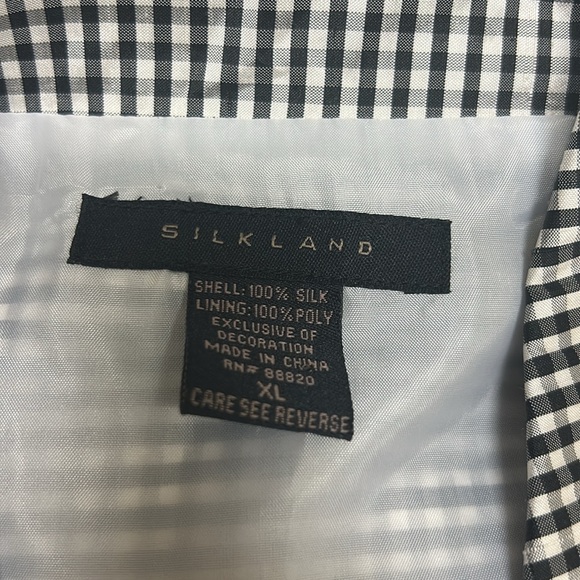 SILKLAND
SHELL: 100% SILK
LINING: 100% POLY
EXCLUSIVE OF
DECORATION
MADE IN CHINA
RN# 88820
XL
CARE SEE REVERSE